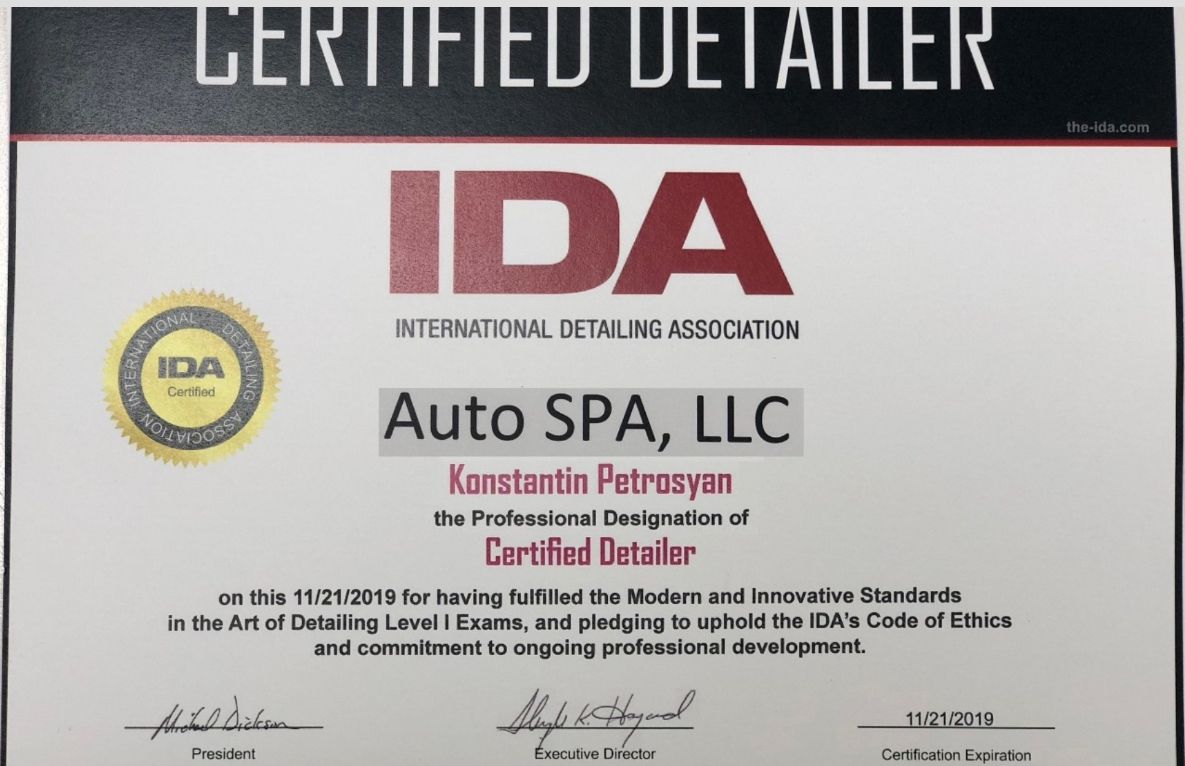 CERTIFIED DETAILER
the-ida.com
IDA
INTERNATIONAL DETAILING ASSOCIATION
INTERNATIONAL DETAILING ASSOCIATION
IDA
Certified
Auto SPA, LLC
Konstantin Petrosyan
the Professional Designation of
Certified Detailer
on this 11/21/2019 for having fulfilled the Modern and Innovative Standards
in the Art of Detailing Level I Exams, and pledging to uphold the IDA's Code of Ethics
and commitment to ongoing professional development.
Michael Dickson
11/21/2019
President
Executive Director
Certification Expiration